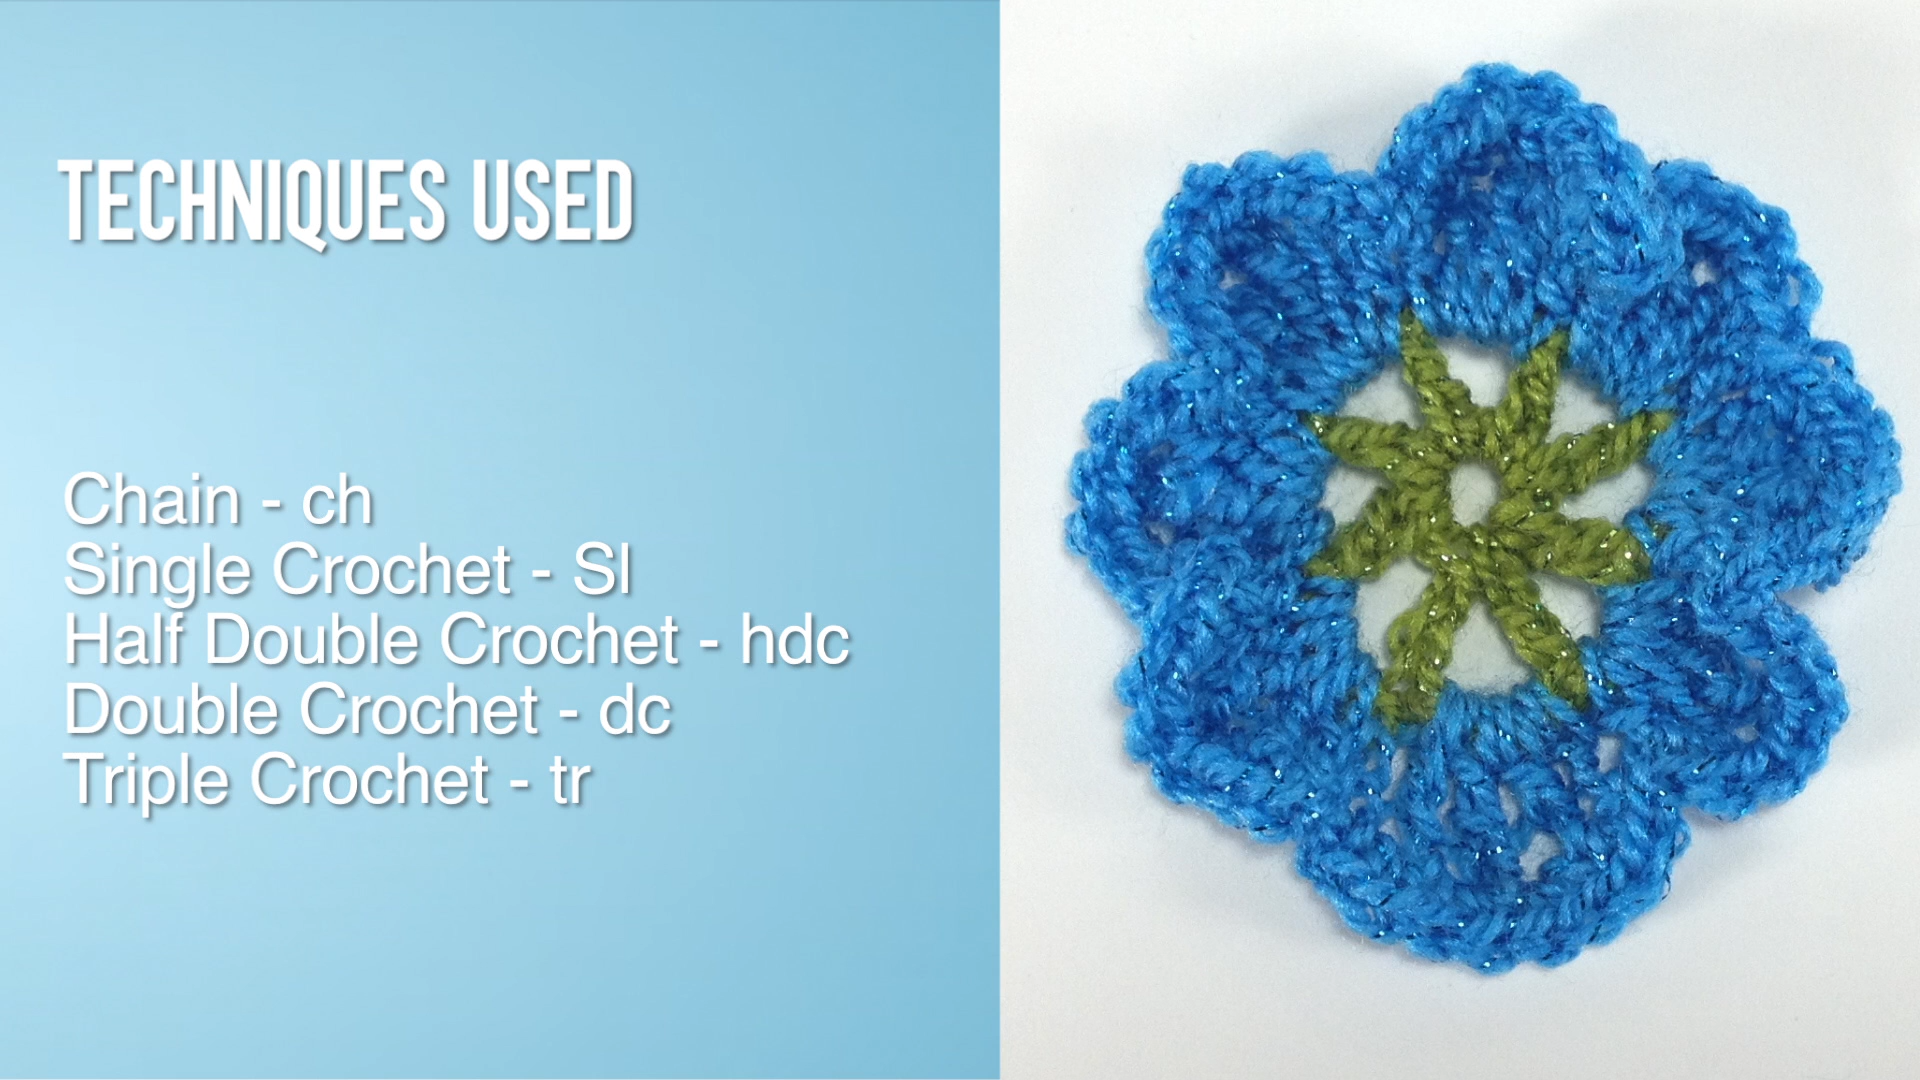 TECHNIQUES USED
Chain - ch
Single Crochet - Sl
Half Double Crochet - hdc
Double Crochet - dc
Triple Crochet - tr